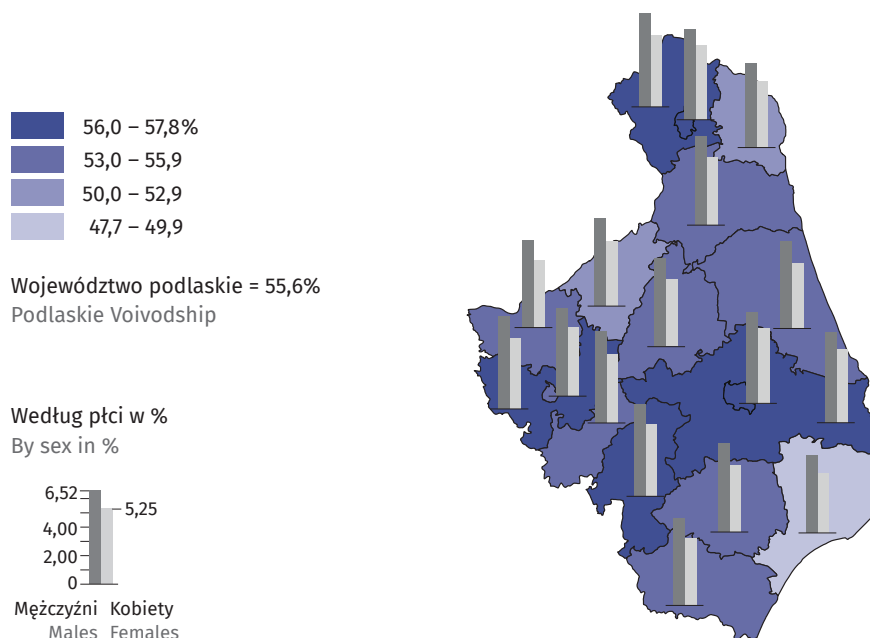 56,0 – 57,8%
53,0 – 55,9
50,0 – 52,9
47,7 – 49,9
Województwo podlaskie = 55,6%
Podlaskie Voivodship
Według płci w %
By sex in %
6,52
5,25
4,00
2,00
0
Mężczyźni Kobiety
Males Females